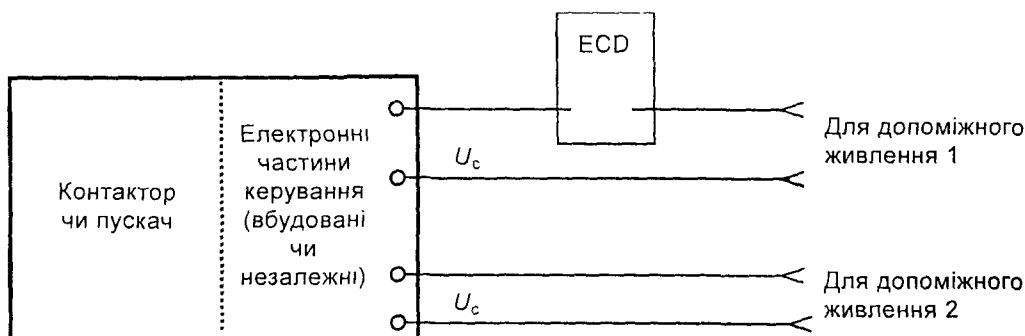 ECD
Електронні
частини
керування
(вбудовані
чи
незалежні)
Контактор
чи пускач
Uc
Для допоміжного
живлення 1
Uc
Для допоміжного
живлення 2